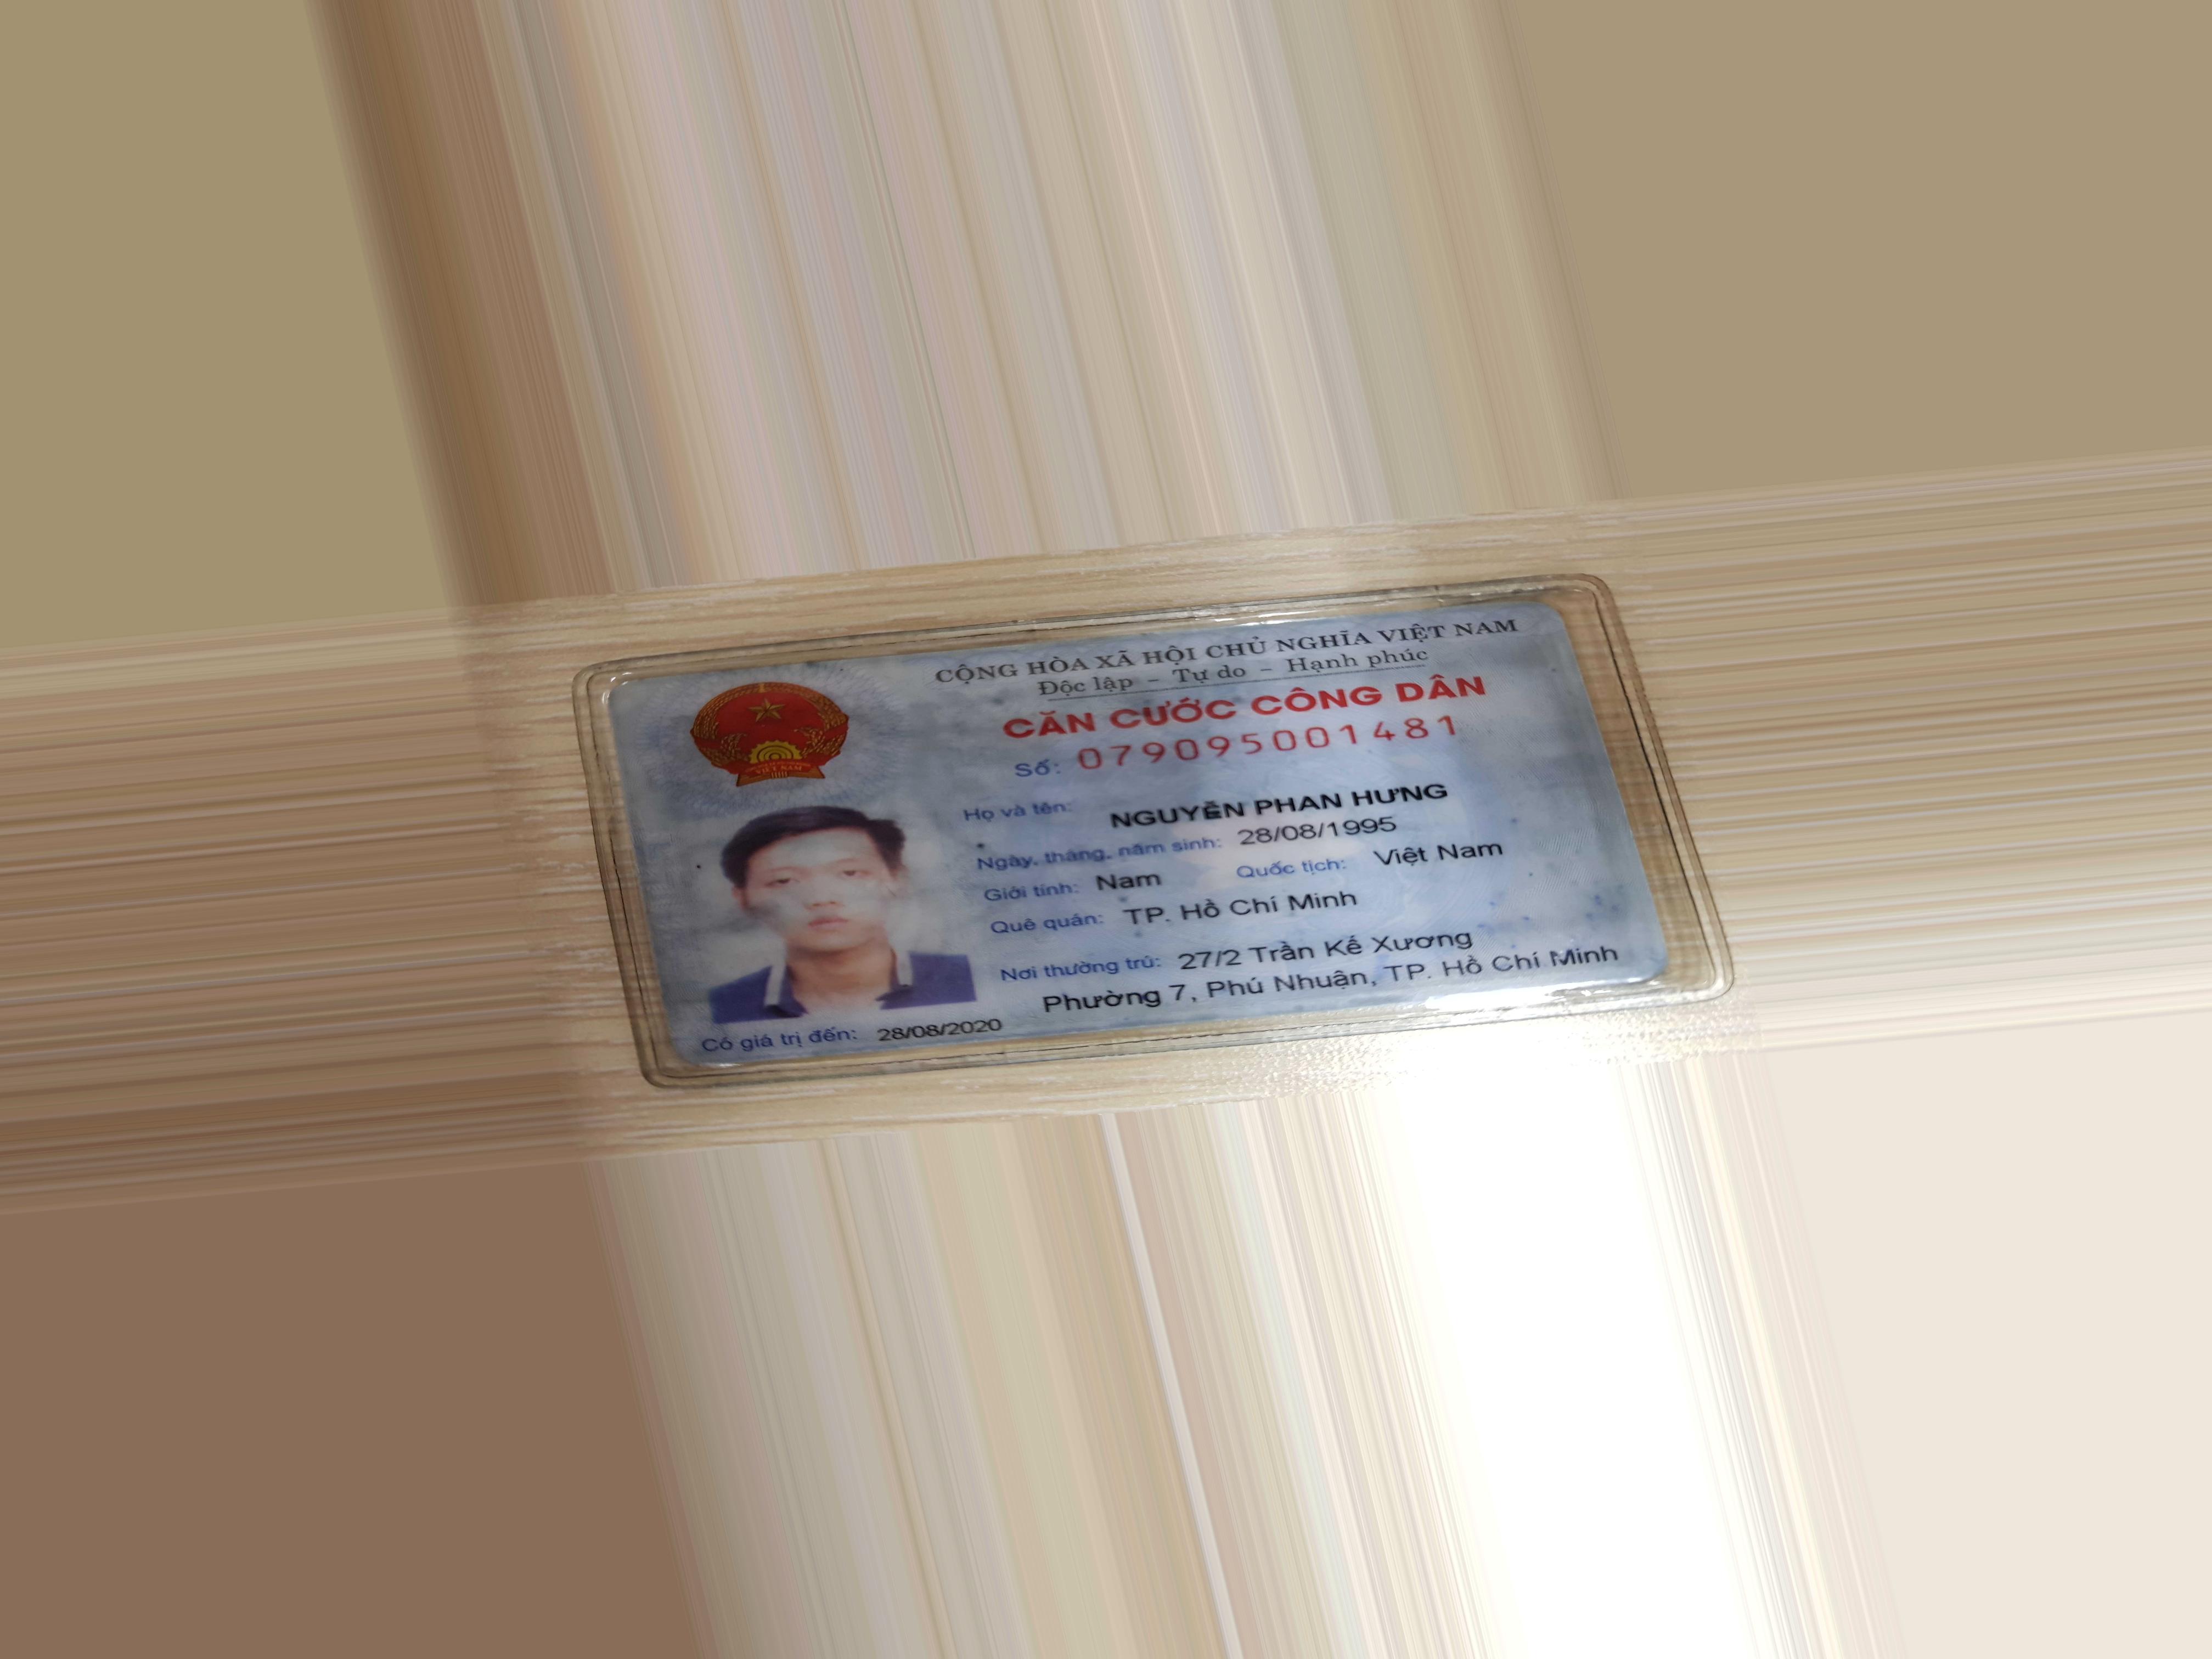 CỘNG HÒA XÃ HỘI CHỦ NGHĨA VIỆT NAM
Độc lập - Tự do - Hạnh phúc
CĂN CƯỚC CÔNG DÂN
Số: 079095001481
Họ và tên: NGUYỄN PHAN HƯNG
Ngày, tháng, năm sinh: 28/08/1995
Giới tính: Nam Quốc tịch: Việt Nam
Quê quán: TP. Hồ Chí Minh
Nơi thường trú: 27/2 Trần Kế Xương
Phường 7, Phú Nhuận, TP. Hồ Chí Minh
Có giá trị đến: 28/08/2020
VIỆT NAM